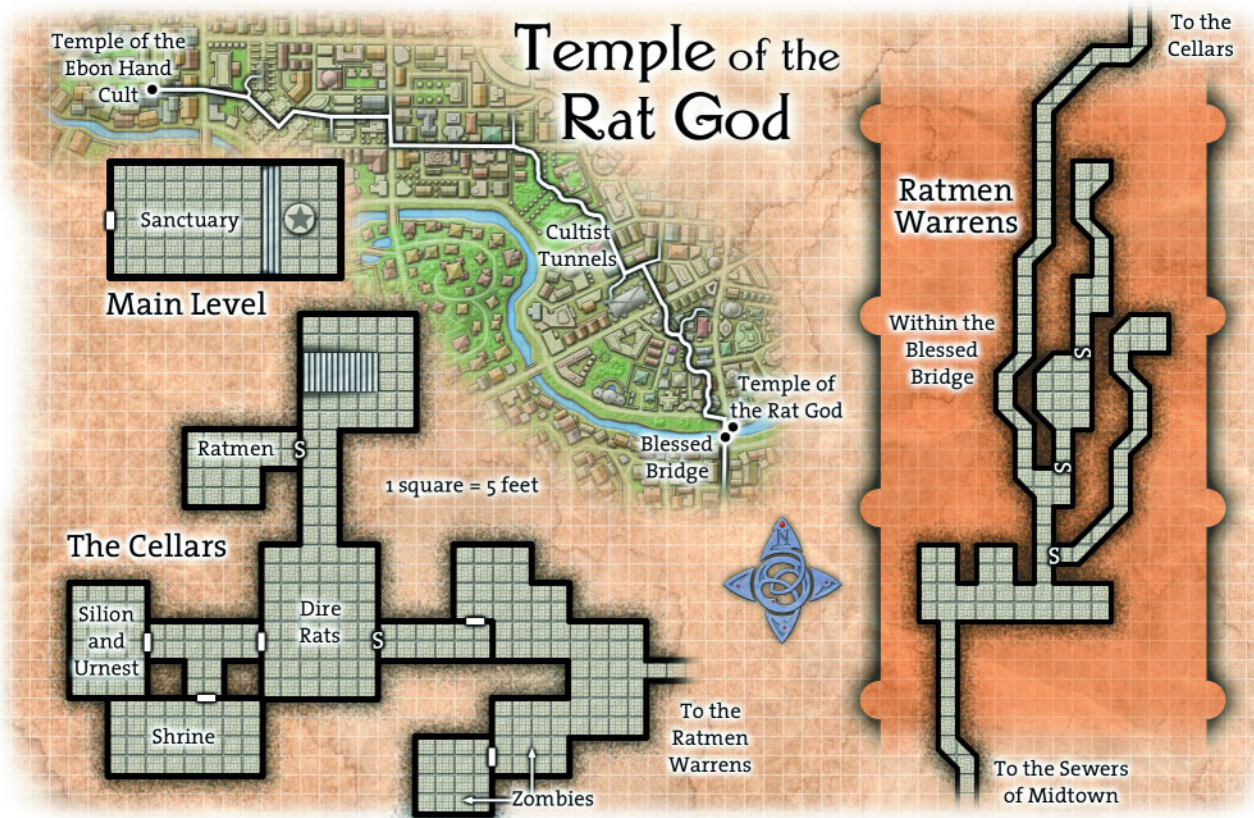 Temple of the
Rat God
Temple of the
Ebon Hand
Cult
To the
Cellars
Sanctuary
Main Level
Cultist
Tunnels
Ratmen
Warrens
Within the
Blessed
Bridge
Temple of
the Rat God
Blessed
Bridge
Ratmen
S
1 square = 5 feet
The Cellars
N
S
S
S
Silion
and
Urnest
Dire
Rats
S
Shrine
To the
Ratmen
Warrens
Zombies
To the Sewers
of Midtown